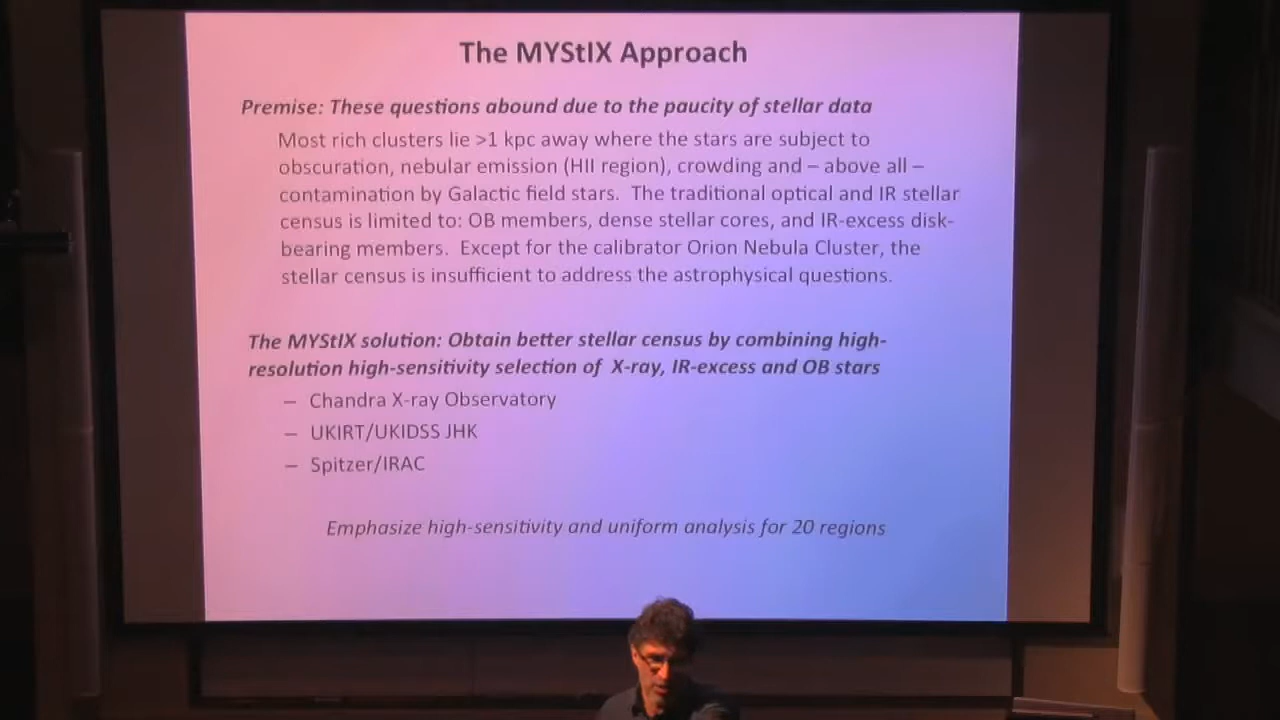 The MYStIX Approach
Premise: These questions abound due to the paucity of stellar data
Most rich clusters lie >1 kpc away where the stars are subject to
obscuration, nebular emission (HII region), crowding and – above all –
contamination by Galactic field stars.  The traditional optical and IR stellar
census is limited to: OB members, dense stellar cores, and IR-excess disk-
bearing members.  Except for the calibrator Orion Nebula Cluster, the
stellar census is insufficient to address the astrophysical questions.
The MYStIX solution: Obtain better stellar census by combining high-
resolution high-sensitivity selection of  X-ray, IR-excess and OB stars
– Chandra X-ray Observatory
– UKIRT/UKIDSS JHK
– Spitzer/IRAC
Emphasize high-sensitivity and uniform analysis for 20 regions